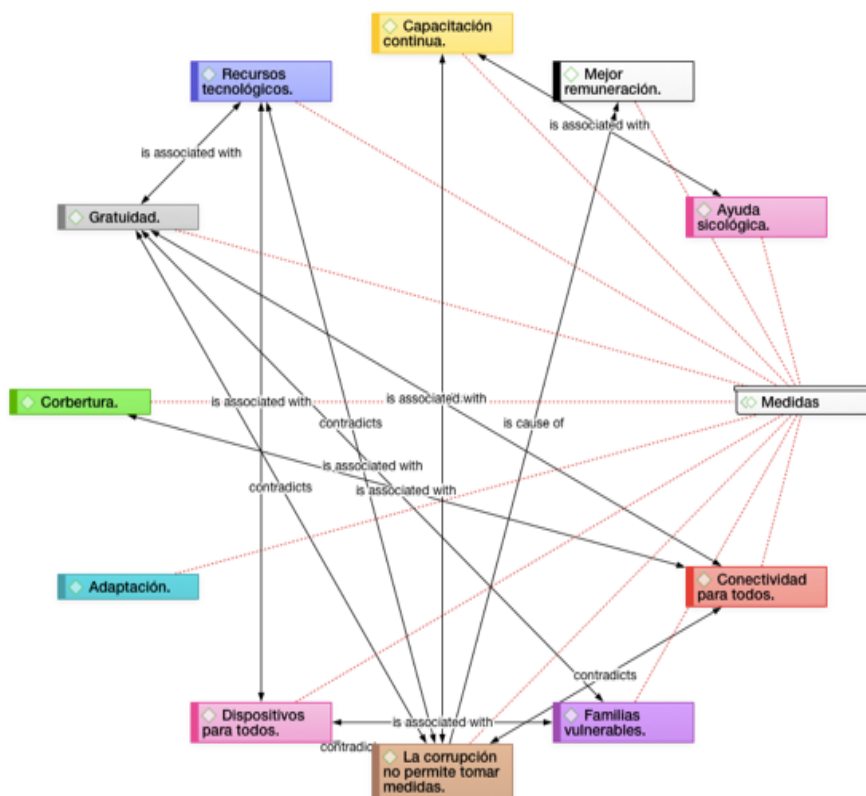 Capacitación
continua.
Recursos
tecnológicos.
Mejor
remuneración.
is associated with
is associated with
Gratuidad.
Ayuda
sicológica.
Corbertura.
is associated with
is associated with
Medidas
contradicts
is cause of
is associated with
contradicts
is associated with
Adaptación.
Conectividad
para todos.
contradicts
Dispositivos
para todos.
is associated with
Familias
vulnerables.
La corrupción
no permite tomar
medidas.